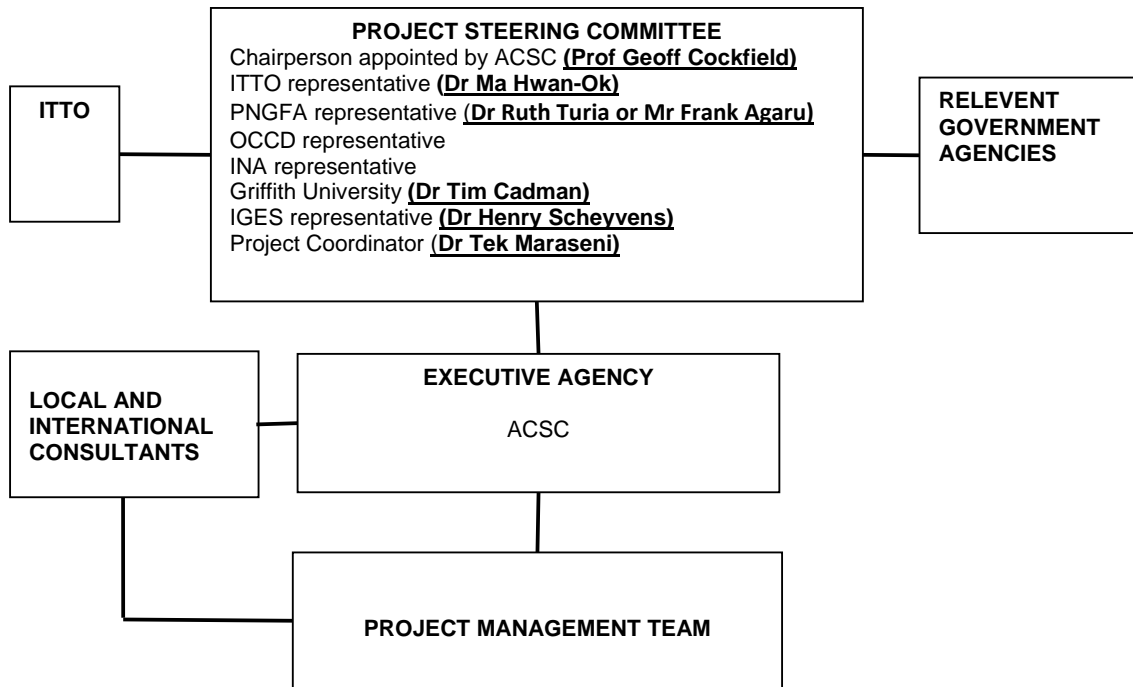 PROJECT STEERING COMMITTEE
Chairperson appointed by ACSC (Prof Geoff Cockfield)
ITTO representative (Dr Ma Hwan-Ok)
PNGFA representative (Dr Ruth Turia or Mr Frank Agaru)
OCCD representative
INA representative
Griffith University (Dr Tim Cadman)
IGES representative (Dr Henry Scheyvens)
Project Coordinator (Dr Tek Maraseni)
ITTO
RELEVENT
GOVERNMENT
AGENCIES
EXECUTIVE AGENCY
ACSC
LOCAL AND
INTERNATIONAL
CONSULTANTS
PROJECT MANAGEMENT TEAM